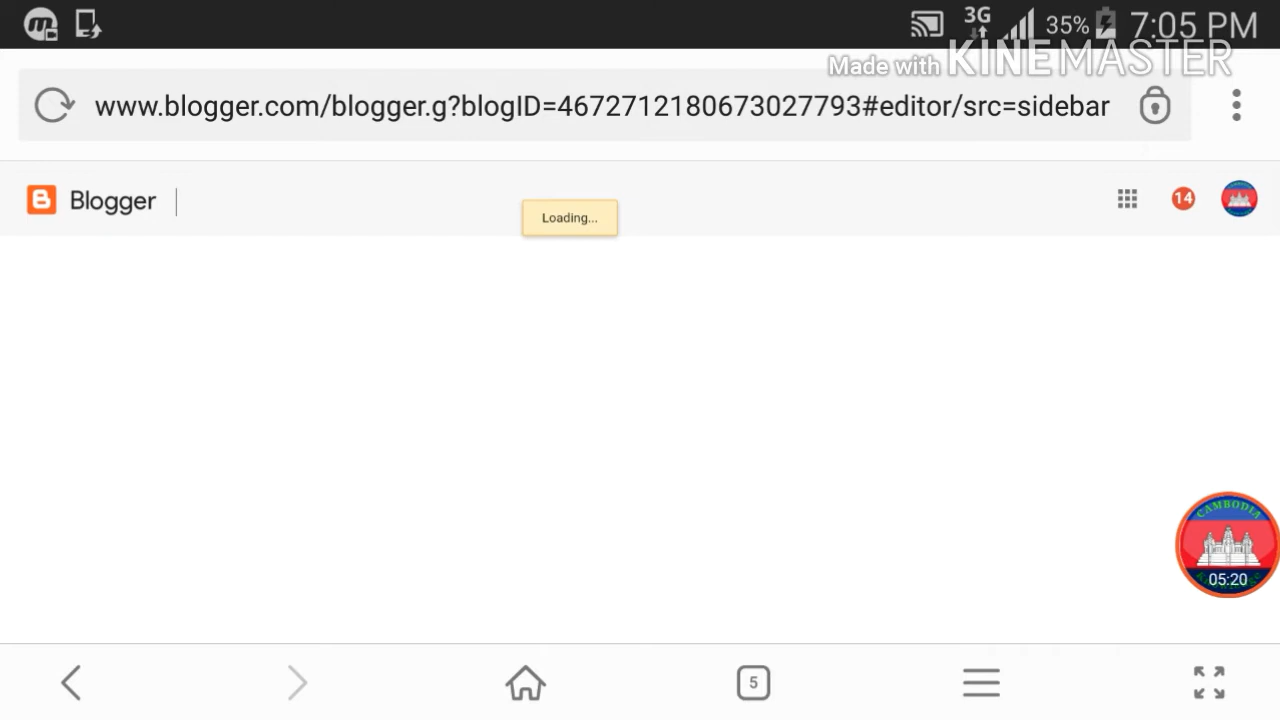 3G 35% 7:05 PM
Made with KINEMASTER
www.blogger.com/blogger.g?blogID=4672712180673027793#editor/src=sidebar
Blogger
Loading...
14
CAMBODIA
05:20
5